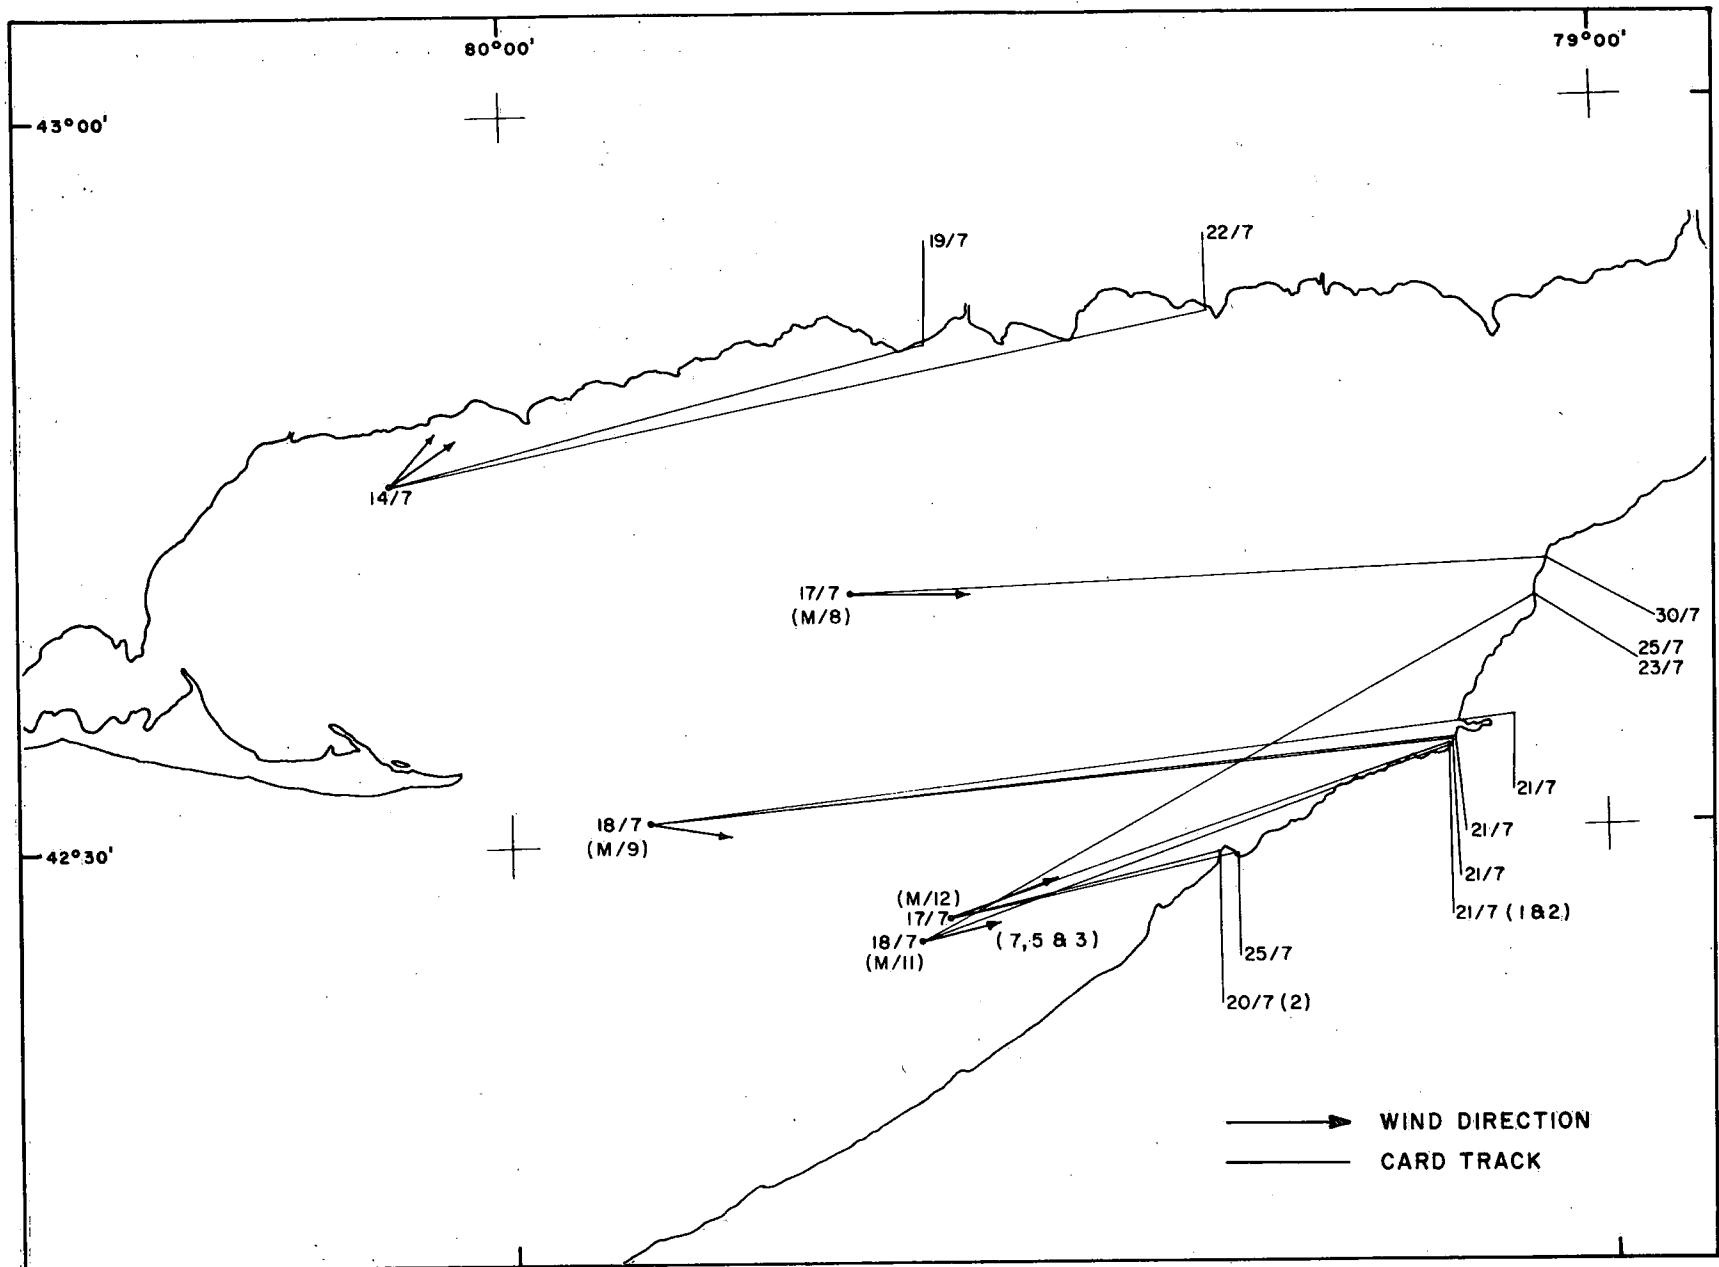 80°00'
79°00'
43°00'
19/7
22/7
14/7
17/7
(M/8)
30/7
25/7
23/7
21/7
18/7
(M/9)
21/7
42°30'
21/7
(M/12)
17/7
21/7 (1 & 2)
18/7
(7, 5 & 3)
(M/11)
25/7
20/7 (2)
WIND DIRECTION
CARD TRACK